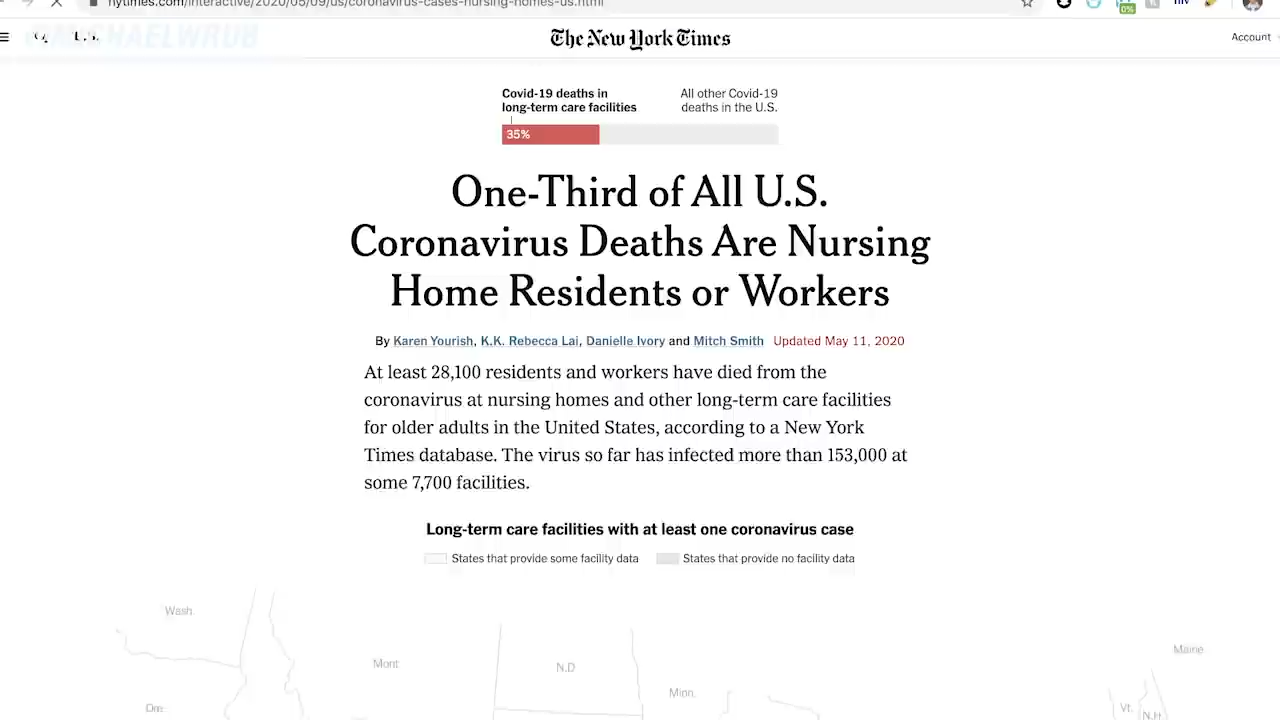 nytimes.com/interactive/2020/05/09/us/coronavirus-cases-nursing-homes-us.html
0%
U.S.
The New York Times
Account
Covid-19 deaths in
long-term care facilities
All other Covid-19
deaths in the U.S.
35%
One-Third of All U.S.
Coronavirus Deaths Are Nursing
Home Residents or Workers
By Karen Yourish, K.K. Rebecca Lai, Danielle Ivory and Mitch Smith Updated May 11, 2020
At least 28,100 residents and workers have died from the
coronavirus at nursing homes and other long-term care facilities
for older adults in the United States, according to a New York
Times database. The virus so far has infected more than 153,000 at
some 7,700 facilities.
Long-term care facilities with at least one coronavirus case
States that provide some facility data
States that provide no facility data
Wash.
Maine
Mont
N.D
Minn.
Ore.
Vt.
N.H.